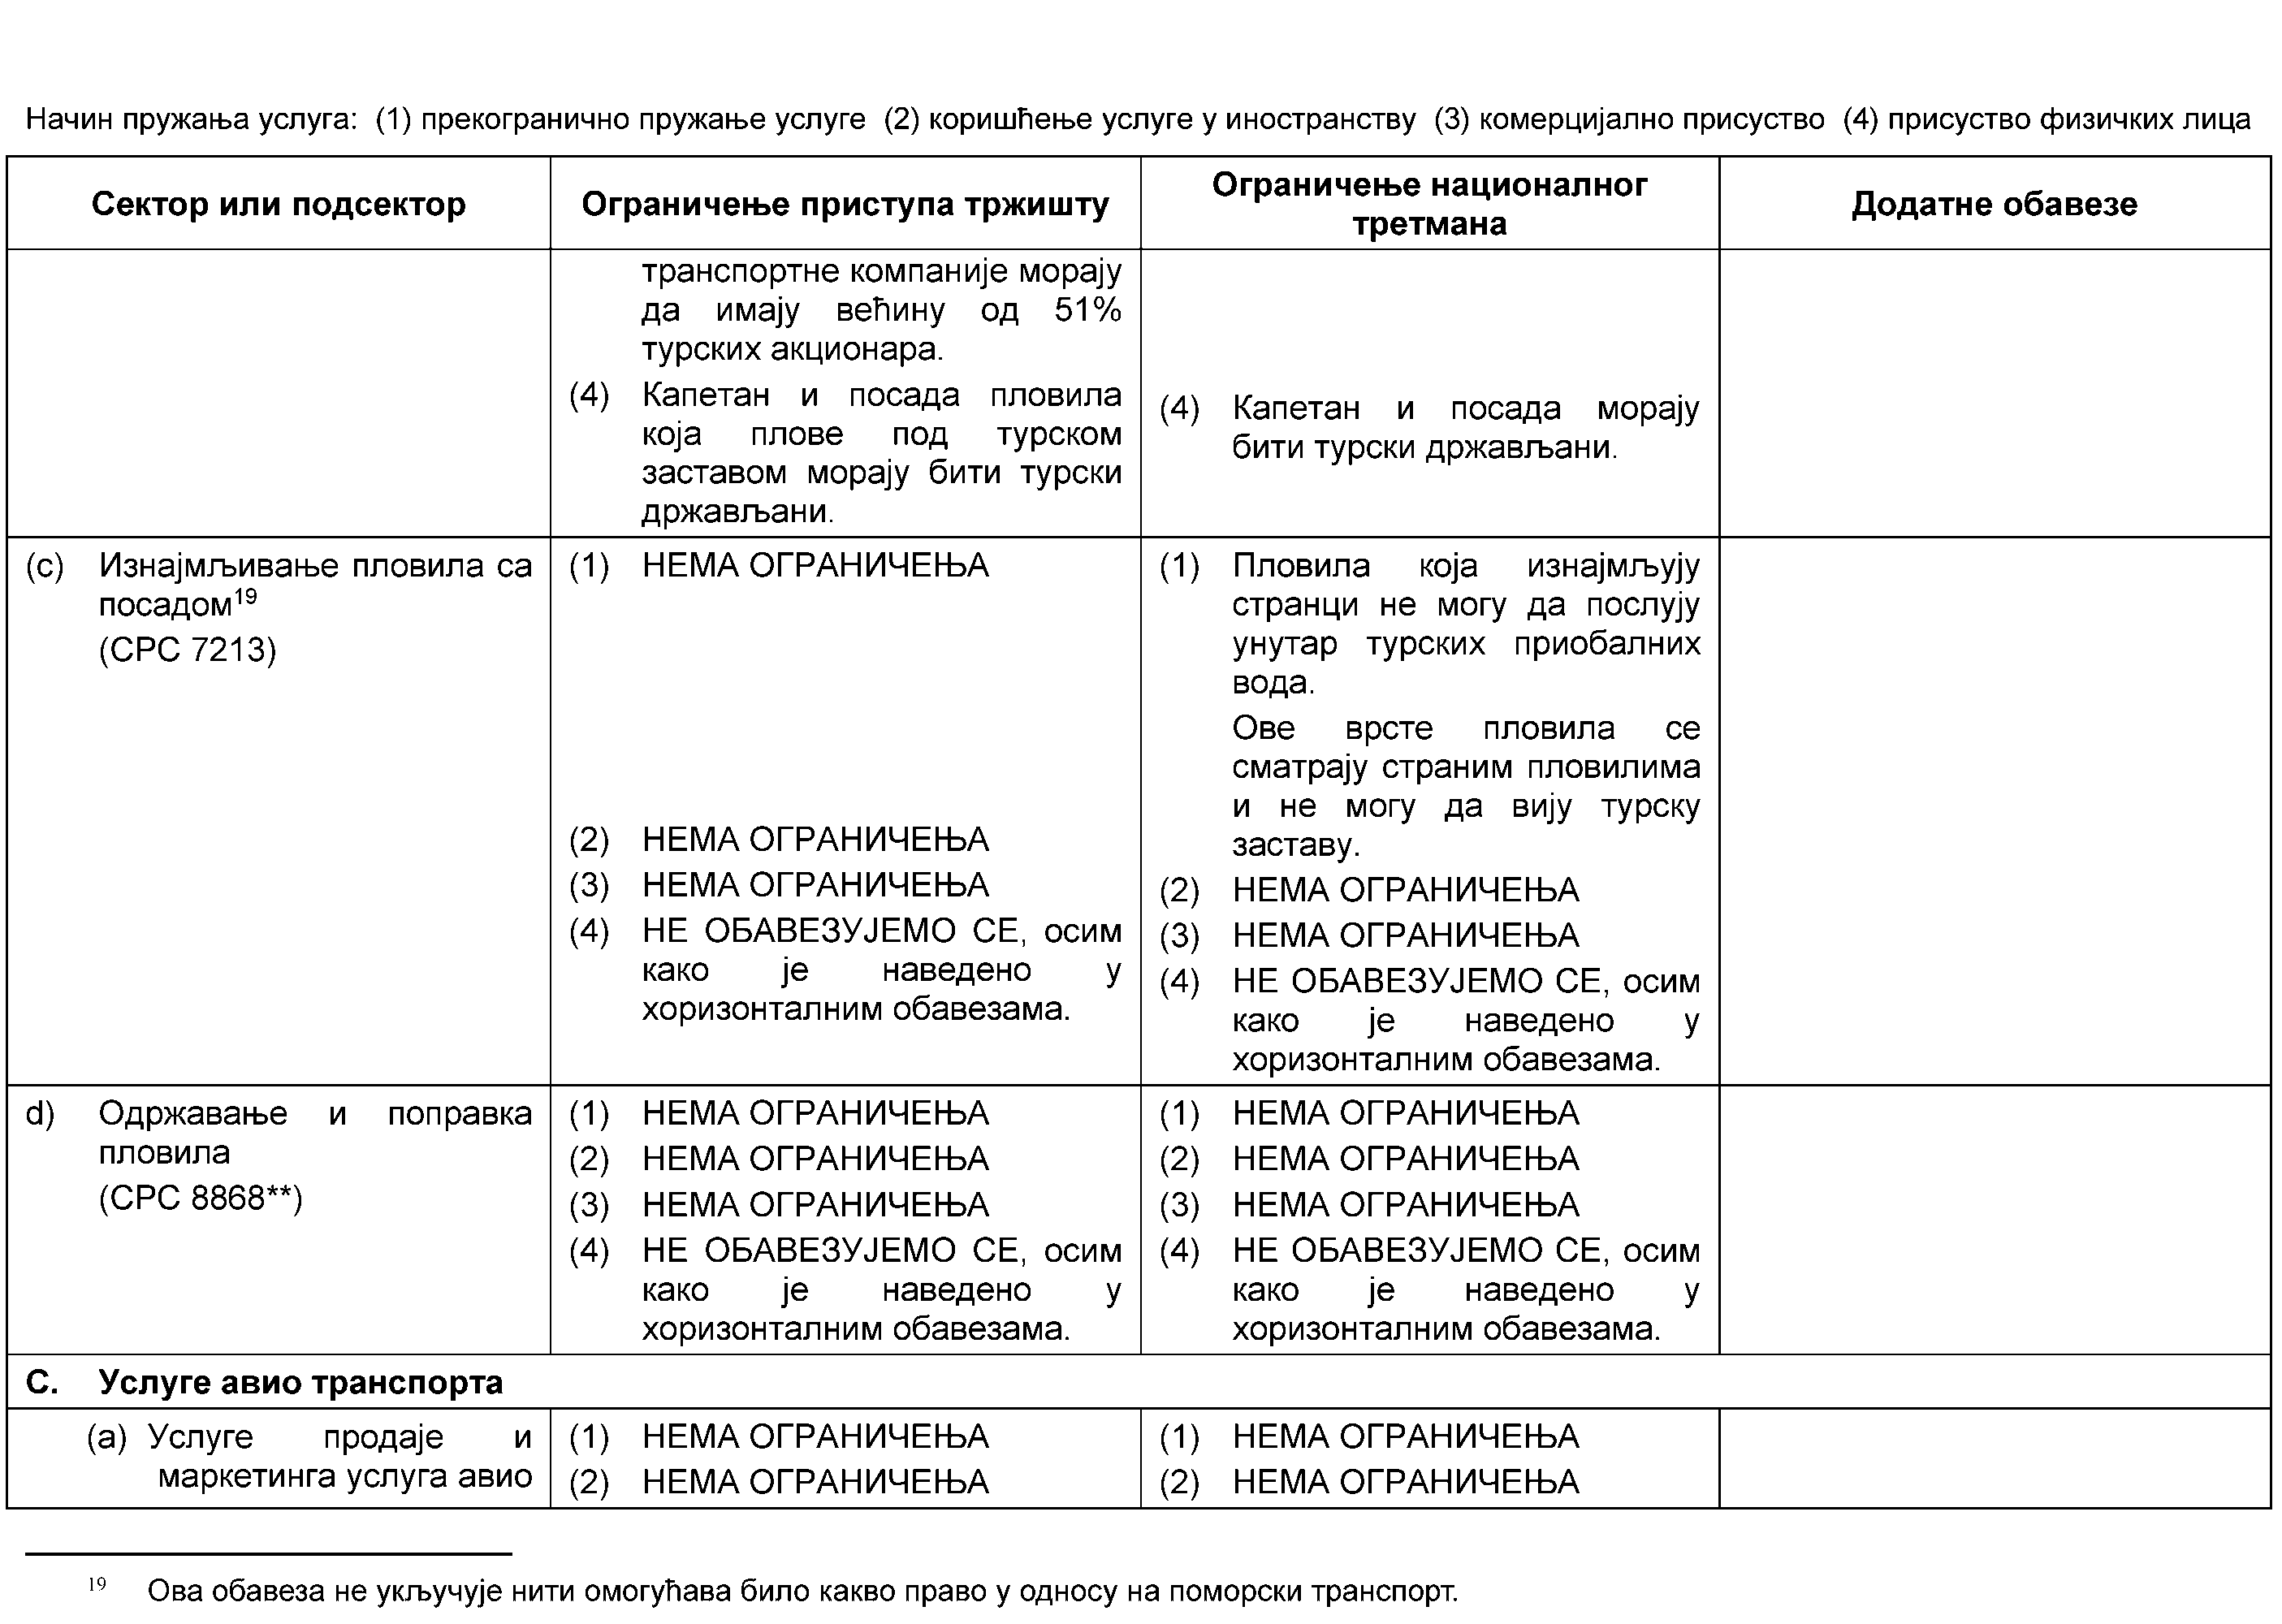 Начин пружања услуга: (1) прекогранично пружање услуге (2) коришћење услуге у иностранству (3) комерцијално присуство (4) присуство физичких лица
Сектор или подсектор
Ограничење приступа тржишту
Ограничење националног
третмана
Додатне обавезе
транспортне компаније морају
да имају већину од 51%
турских акционара.
(4) Капетан и посада пловила
која плове под турском
заставом морају бити турски
држављани.
(4) Капетан и посада морају
бити турски држављани.
(c) Изнајмљивање пловила са
посадом19
(CPC 7213)
(1) НЕМА ОГРАНИЧЕЊА
(2) НЕМА ОГРАНИЧЕЊА
(3) НЕМА ОГРАНИЧЕЊА
(4) НЕ ОБАВЕЗУЈЕМО СЕ, осим
како је наведено у
хоризонталним обавезама.
(1) Пловила која изнајмљују
странци не могу да послују
унутар турских приобалних
вода.
Ове врсте пловила се
сматрају страним пловилима
и не могу да вију турску
заставу.
(2) НЕМА ОГРАНИЧЕЊА
(3) НЕМА ОГРАНИЧЕЊА
(4) НЕ ОБАВЕЗУЈЕМО СЕ, осим
како је наведено у
хоризонталним обавезама.
d) Одржавање и поправка
пловила
(CPC 8868**)
(1) НЕМА ОГРАНИЧЕЊА
(2) НЕМА ОГРАНИЧЕЊА
(3) НЕМА ОГРАНИЧЕЊА
(4) НЕ ОБАВЕЗУЈЕМО СЕ, осим
како је наведено у
хоризонталним обавезама.
(1) НЕМА ОГРАНИЧЕЊА
(2) НЕМА ОГРАНИЧЕЊА
(3) НЕМА ОГРАНИЧЕЊА
(4) НЕ ОБАВЕЗУЈЕМО СЕ, осим
како је наведено у
хоризонталним обавезама.
C. Услуге авио транспорта
(a) Услуге продаје и
маркетинга услуга авио
(1) НЕМА ОГРАНИЧЕЊА
(2) НЕМА ОГРАНИЧЕЊА
(1) НЕМА ОГРАНИЧЕЊА
(2) НЕМА ОГРАНИЧЕЊА
19 Ова обавеза не укључује нити омогућава било какво право у односу на поморски транспорт.